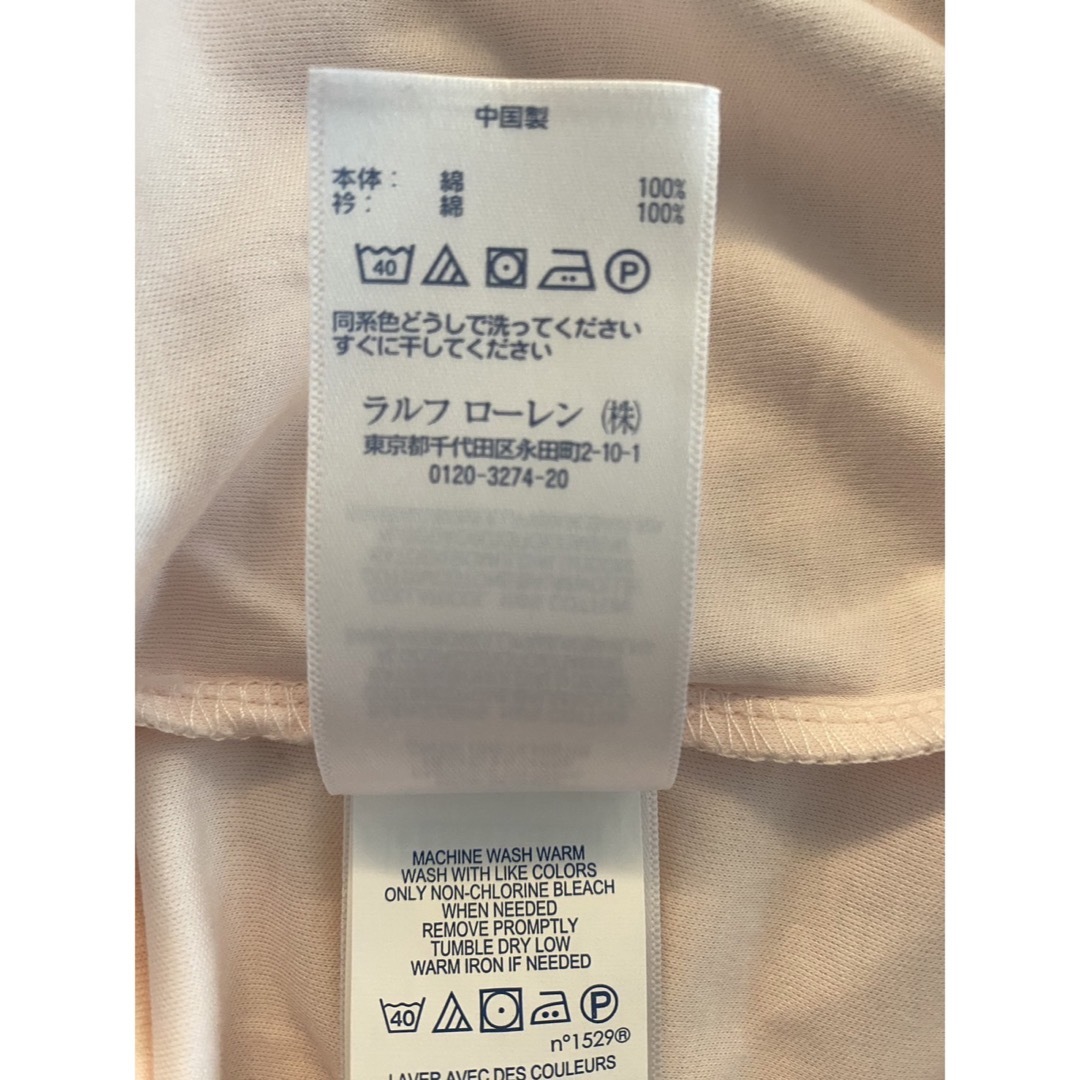 中国製
本体： 綿 100%
衿： 綿 100%
40 P
同系色どうしで洗ってください
すぐに干してください
ラルフ ローレン (株)
東京都千代田区永田町2-10-1
0120-3274-20
MACHINE WASH WARM
WASH WITH LIKE COLORS
ONLY NON-CHLORINE BLEACH
WHEN NEEDED
REMOVE PROMPTLY
TUMBLE DRY LOW
WARM IRON IF NEEDED
40 P
n°1529®
LAVER AVEC DES COULEURS